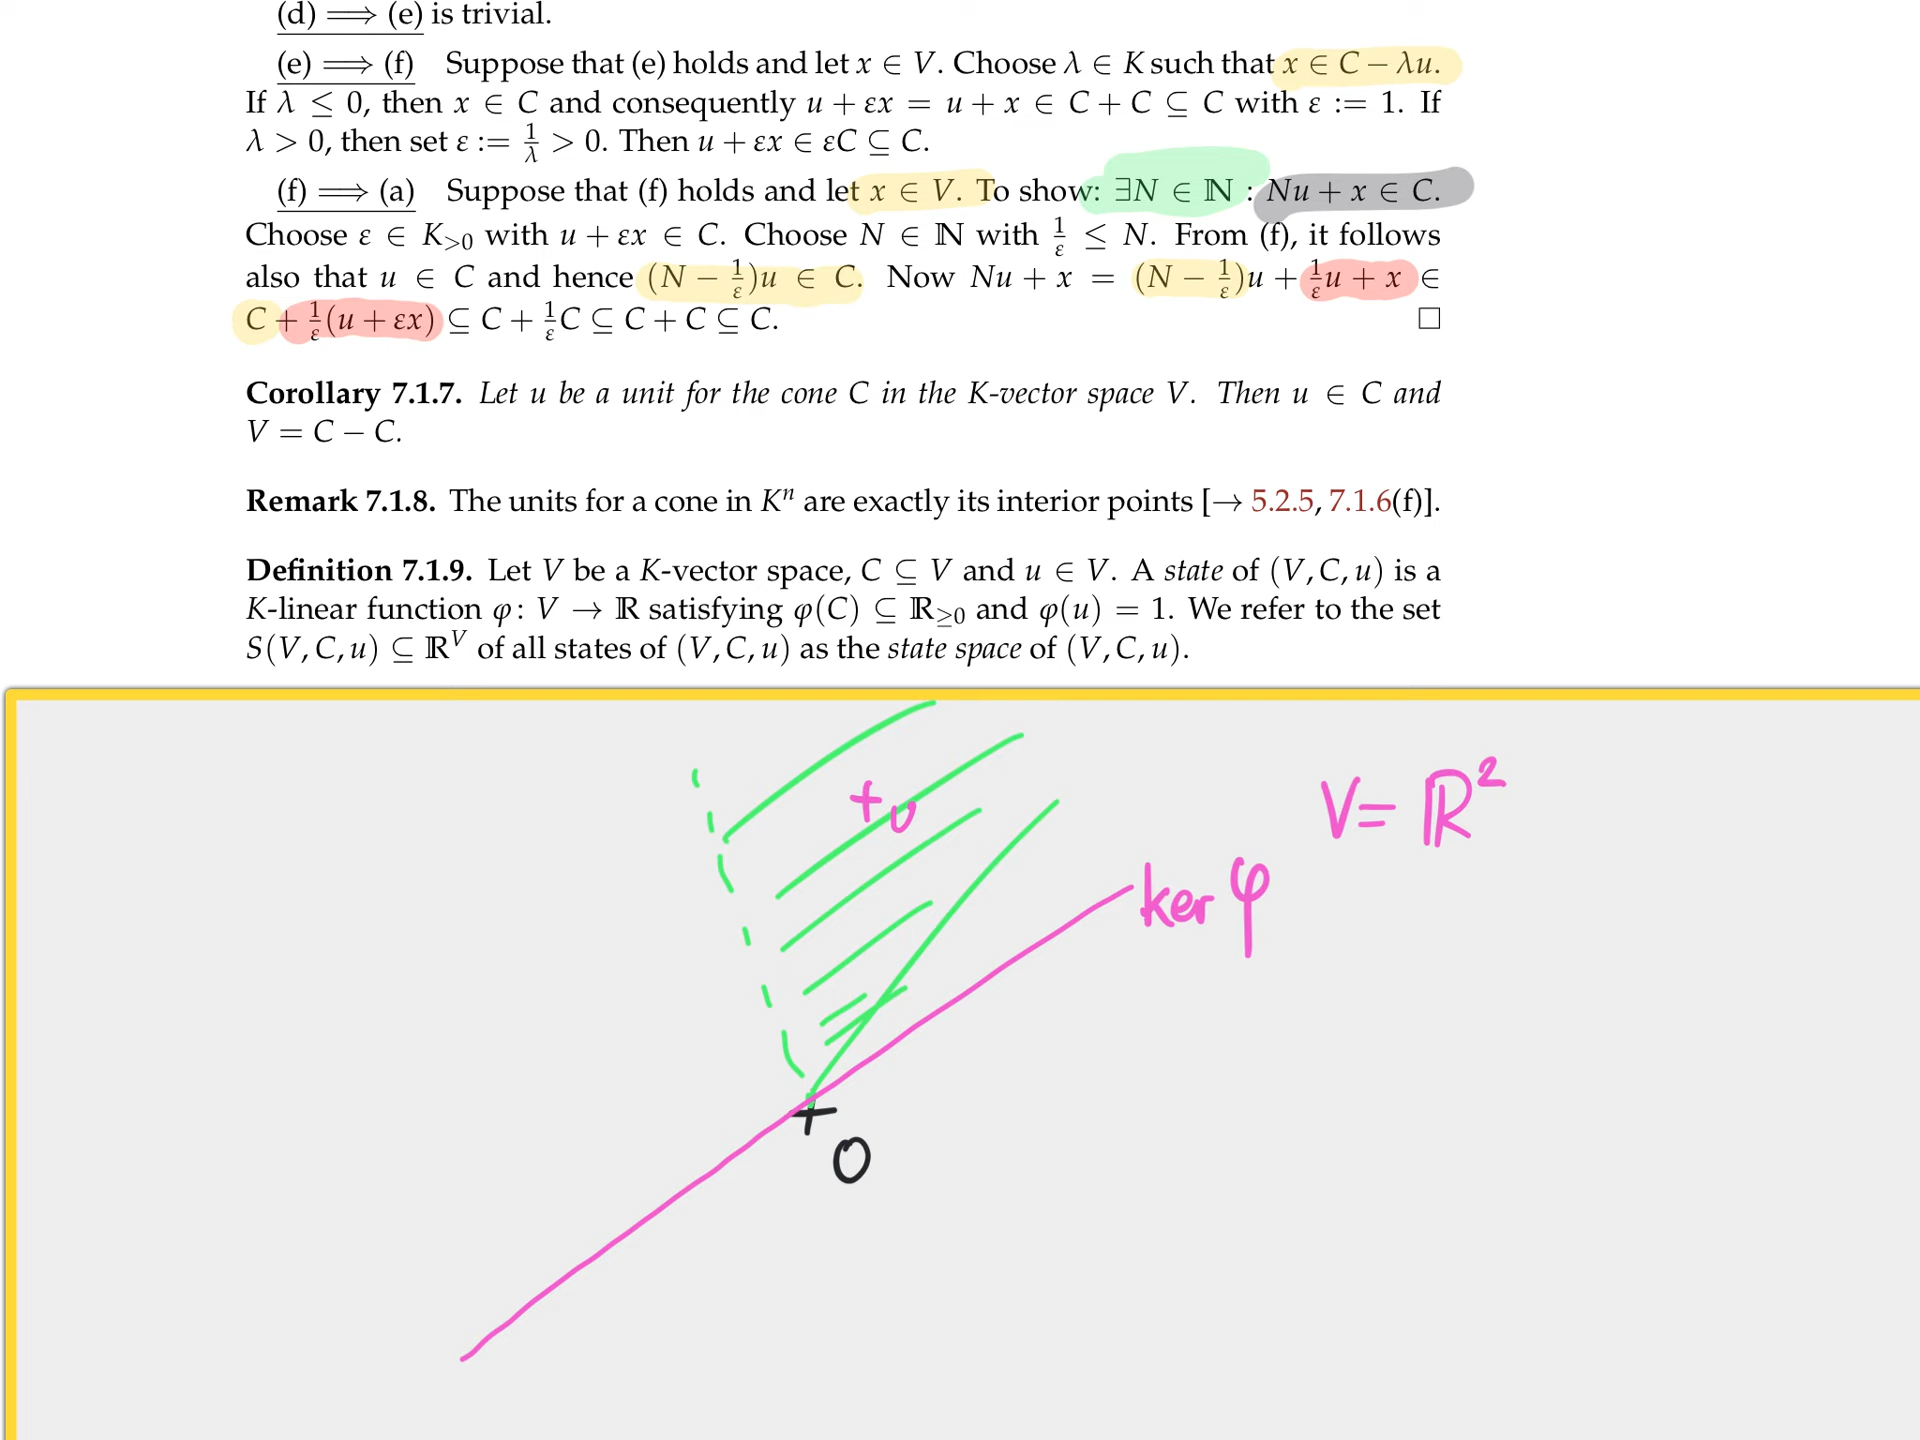 (d) ⟹ (e) is trivial.
(e) ⟹ (f) Suppose that (e) holds and let x ∈ V. Choose λ ∈ K such that x ∈ C − λu.
If λ ≤ 0, then x ∈ C and consequently u + εx = u + x ∈ C + C ⊆ C with ε := 1. If
λ > 0, then set ε := 1/λ > 0. Then u + εx ∈ εC ⊆ C.
(f) ⟹ (a) Suppose that (f) holds and let x ∈ V. To show: ∃N ∈ ℕ : Nu + x ∈ C.
Choose ε ∈ K>0 with u + εx ∈ C. Choose N ∈ ℕ with 1/ε ≤ N. From (f), it follows
also that u ∈ C and hence (N − 1/ε)u ∈ C. Now Nu + x = (N − 1/ε)u + 1/ε u + x ∈
C + 1/ε(u + εx) ⊆ C + 1/ε C ⊆ C + C ⊆ C. □
Corollary 7.1.7. Let u be a unit for the cone C in the K-vector space V. Then u ∈ C and
V = C − C.
Remark 7.1.8. The units for a cone in Kⁿ are exactly its interior points [→ 5.2.5, 7.1.6(f)].
Definition 7.1.9. Let V be a K-vector space, C ⊆ V and u ∈ V. A state of (V, C, u) is a
K-linear function φ: V → ℝ satisfying φ(C) ⊆ ℝ≥0 and φ(u) = 1. We refer to the set
S(V, C, u) ⊆ ℝ^V of all states of (V, C, u) as the state space of (V, C, u).
V = ℝ²
u
ker φ
0